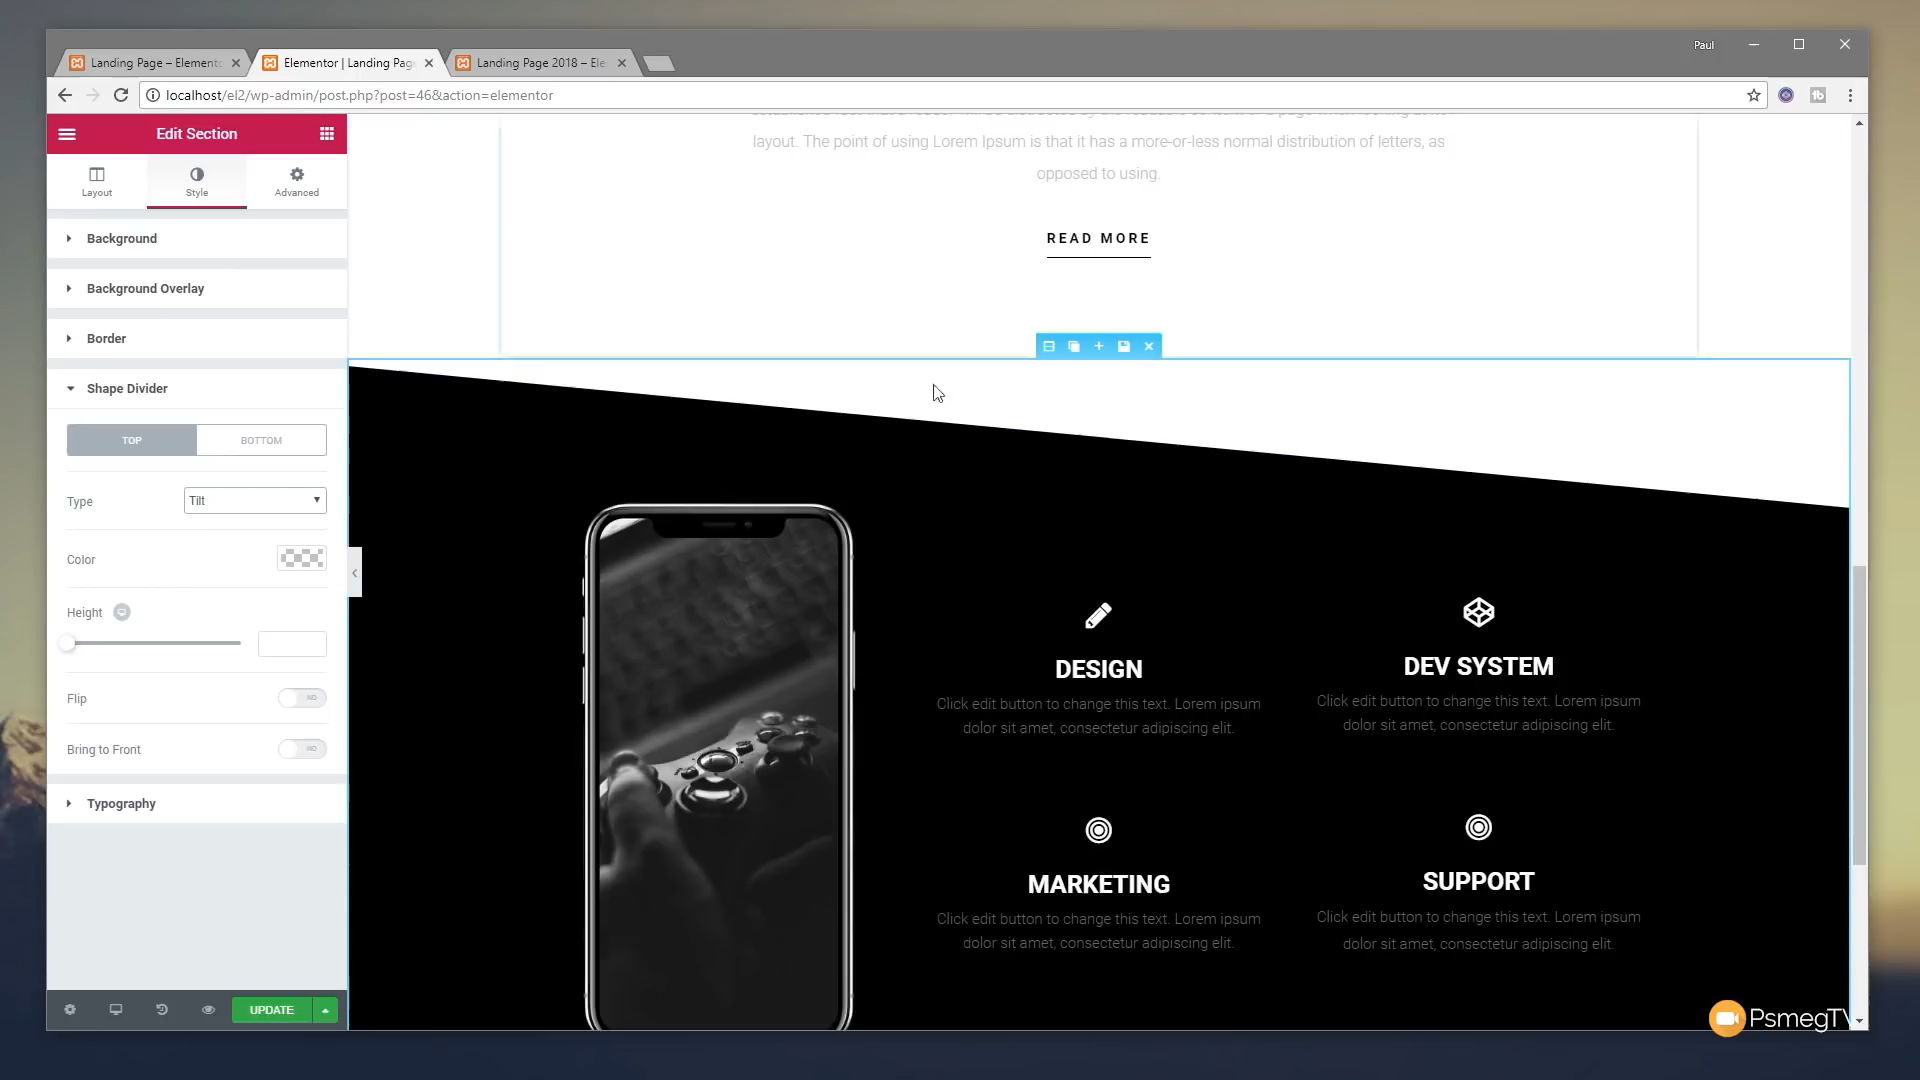 Paul
Landing Page – Elemento
Elementor | Landing Pag
Landing Page 2018 – Ele
localhost/el2/wp-admin/post.php?post=46&action=elementor
Edit Section
Layout
Style
Advanced
layout. The point of using Lorem Ipsum is that it has a more-or-less normal distribution of letters, as
opposed to using.
READ MORE
Background
Background Overlay
Border
Shape Divider
TOP
BOTTOM
Type
Tilt
Color
Height
Flip
NO
Bring to Front
NO
Typography
DESIGN
Click edit button to change this text. Lorem ipsum
dolor sit amet, consectetur adipiscing elit.
DEV SYSTEM
Click edit button to change this text. Lorem ipsum
dolor sit amet, consectetur adipiscing elit.
MARKETING
Click edit button to change this text. Lorem ipsum
dolor sit amet, consectetur adipiscing elit.
SUPPORT
Click edit button to change this text. Lorem ipsum
dolor sit amet, consectetur adipiscing elit.
UPDATE
PsmegTV